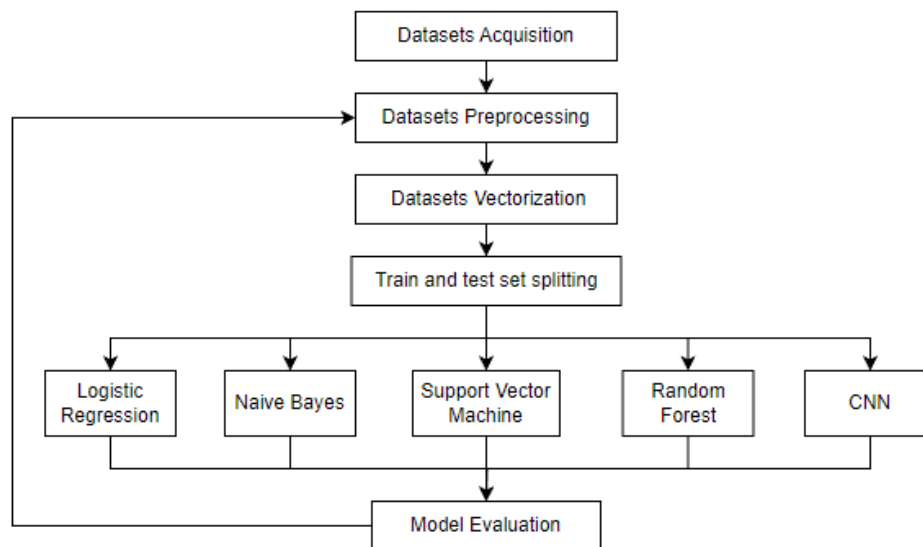 Datasets Acquisition
Datasets Preprocessing
Datasets Vectorization
Train and test set splitting
Logistic
Regression
Naive Bayes
Support Vector
Machine
Random
Forest
CNN
Model Evaluation